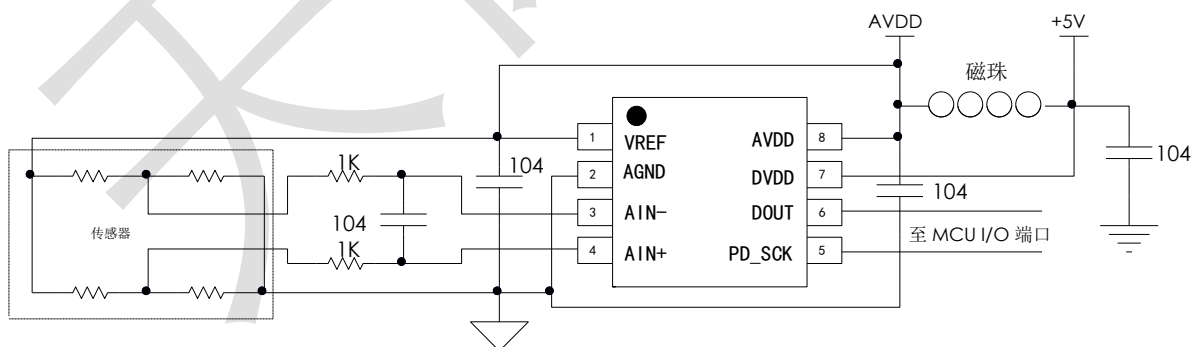 AVDD
+5V
磁珠
1
VREF
AVDD
8
104
1K
104
2
AGND
DVDD
7
104
104
3
AIN-
DOUT
6
传感器
1K
至 MCU I/O 端口
4
AIN+
PD_SCK
5